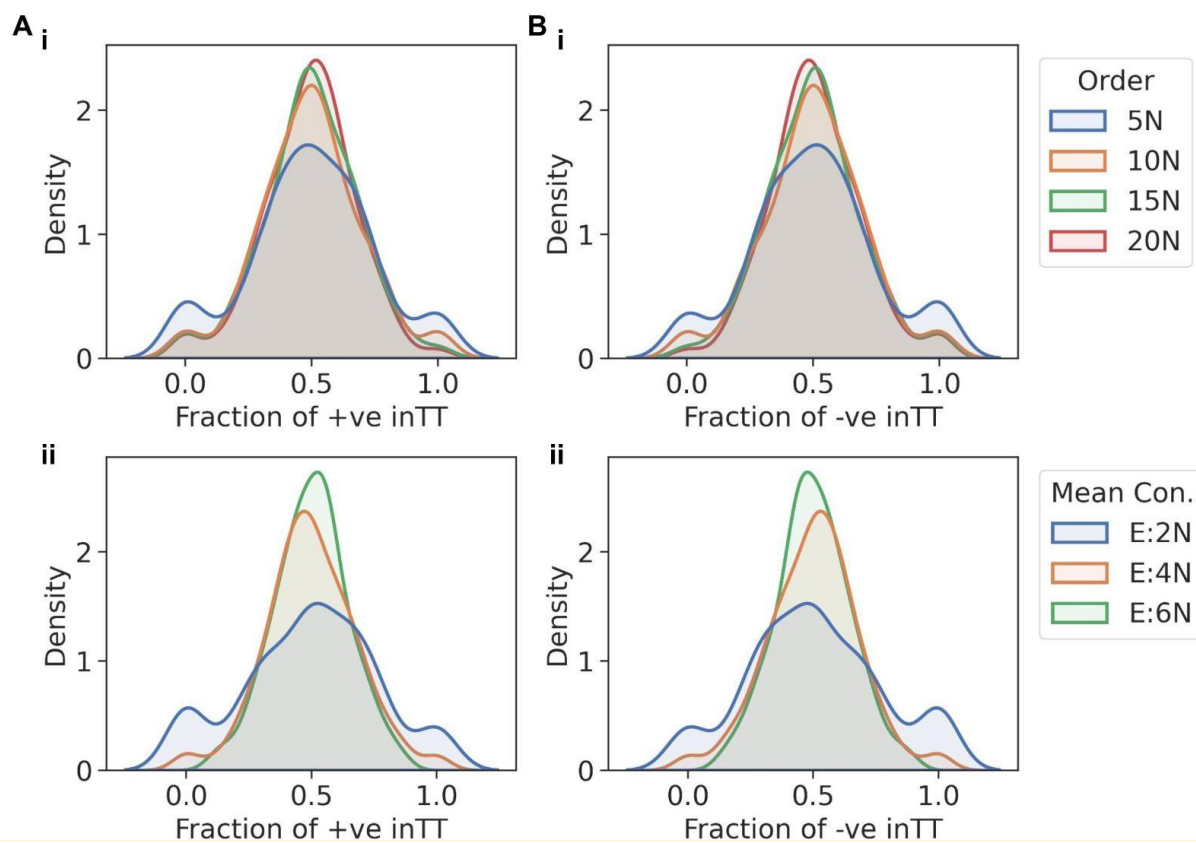 A i
2
1
0
Density
0.0 0.5 1.0
Fraction of +ve inTT
B i
2
1
0
Density
0.0 0.5 1.0
Fraction of -ve inTT
Order
5N
10N
15N
20N
ii
2
1
0
Density
0.0 0.5 1.0
Fraction of +ve inTT
ii
2
1
0
Density
0.0 0.5 1.0
Fraction of -ve inTT
Mean Con.
E:2N
E:4N
E:6N